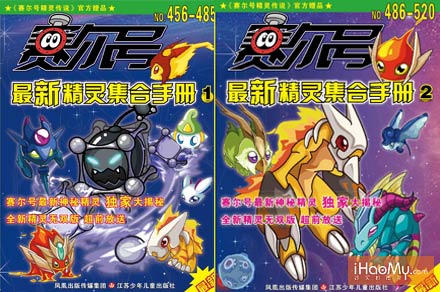 ★《赛尔号精灵传说》官方赠品★
NO 456-485
赛尔号
最新精灵集合手册1
赛尔号最新神秘精灵 独家大揭秘
全新精灵无双版 超前放送
凤凰出版传媒集团 江苏少年儿童出版社
★《赛尔号精灵传说》官方赠品★
NO 486-520
赛尔号
最新精灵集合手册2
赛尔号最新神秘精灵 独家大揭秘
全新精灵无双版 超前放送
凤凰出版传媒集团 江苏少年儿童出版社
iHaoMy.com